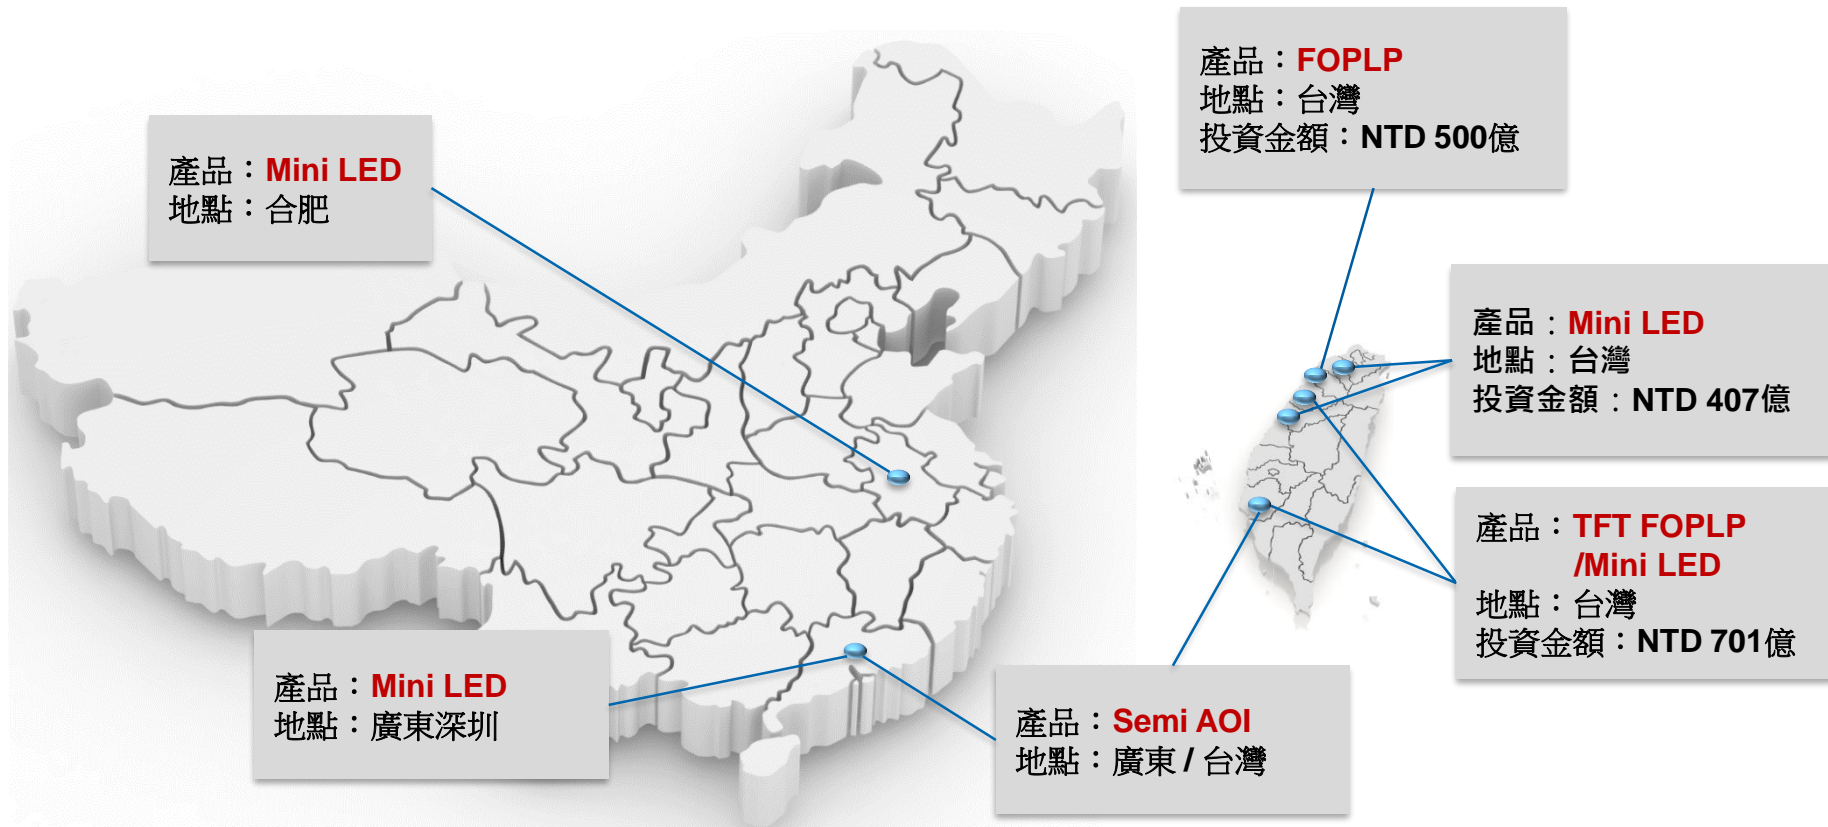 產品：FOPLP
地點：台灣
投資金額：NTD 500億
產品：Mini LED
地點：合肥
產品：Mini LED
地點：台灣
投資金額：NTD 407億
產品：TFT FOPLP
/Mini LED
地點：台灣
投資金額：NTD 701億
產品：Mini LED
地點：廣東深圳
產品：Semi AOI
地點：廣東 / 台灣